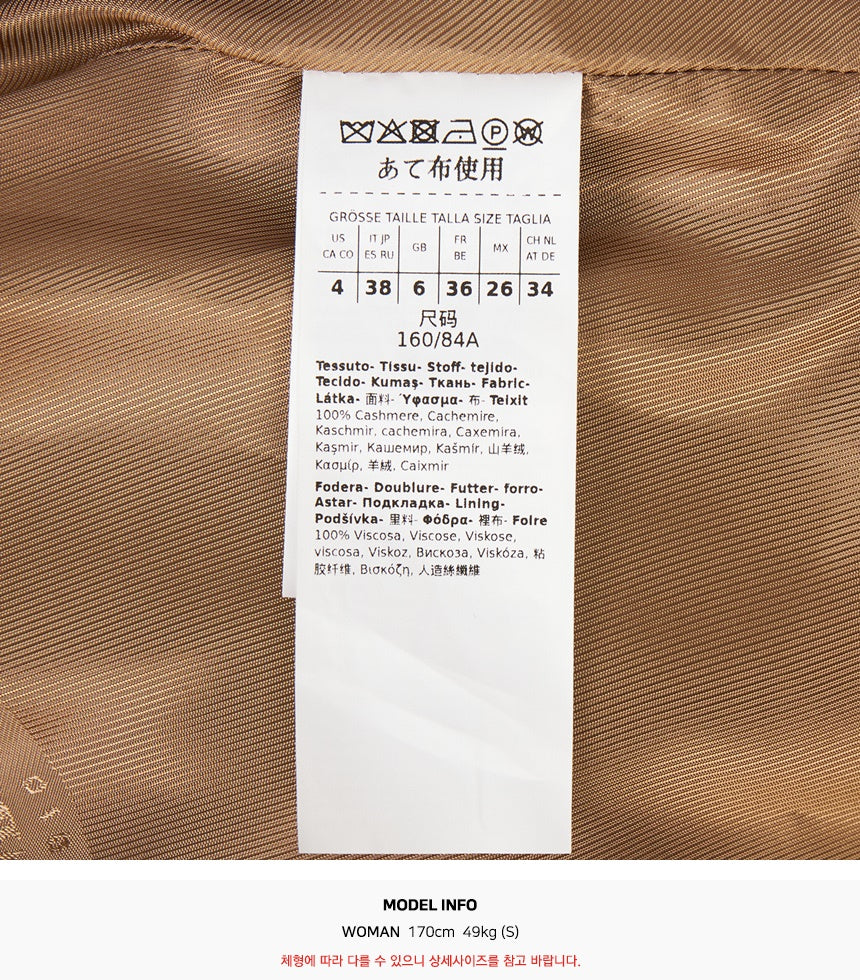 あて布使用
GRÖSSE TAILLE TALLA SIZE TAGLIA
US CA CO IT JP ES RU GB FR BE MX CH NL AT DE
4 38 6 36 26 34
尺码
160/84A
Tessuto- Tissu- Stoff- tejido-
Tecido- Kumaş- Ткань- Fabric-
Látka- 面料- Ύφασμα- 布- Teixit
100% Cashmere, Cachemire,
Kaschmir, cachemira, Caxemira,
Kaşmir, Кашемир, Kašmír, 山羊绒,
Κασμίρ, 羊絨, Caixmir
Fodera- Doublure- Futter- forro-
Astar- Подкладка- Lining-
Podšívka- 里料- Φόδρα- 裡布- Folre
100% Viscosa, Viscose, Viskose,
viscosa, Viskoz, Вискоза, Viskóza, 粘
胶纤维, Βισκόζη, 人造絲纖維
MODEL INFO
WOMAN 170cm 49kg (S)
체형에 따라 다를 수 있으니 상세사이즈를 참고 바랍니다.